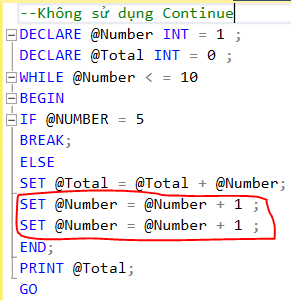 --Không sử dụng Continue
DECLARE @Number INT = 1 ;
DECLARE @Total INT = 0 ;
WHILE @Number < = 10
BEGIN
IF @NUMBER = 5
BREAK;
ELSE
SET @Total = @Total + @Number;
SET @Number = @Number + 1 ;
SET @Number = @Number + 1 ;
END;
PRINT @Total;
GO